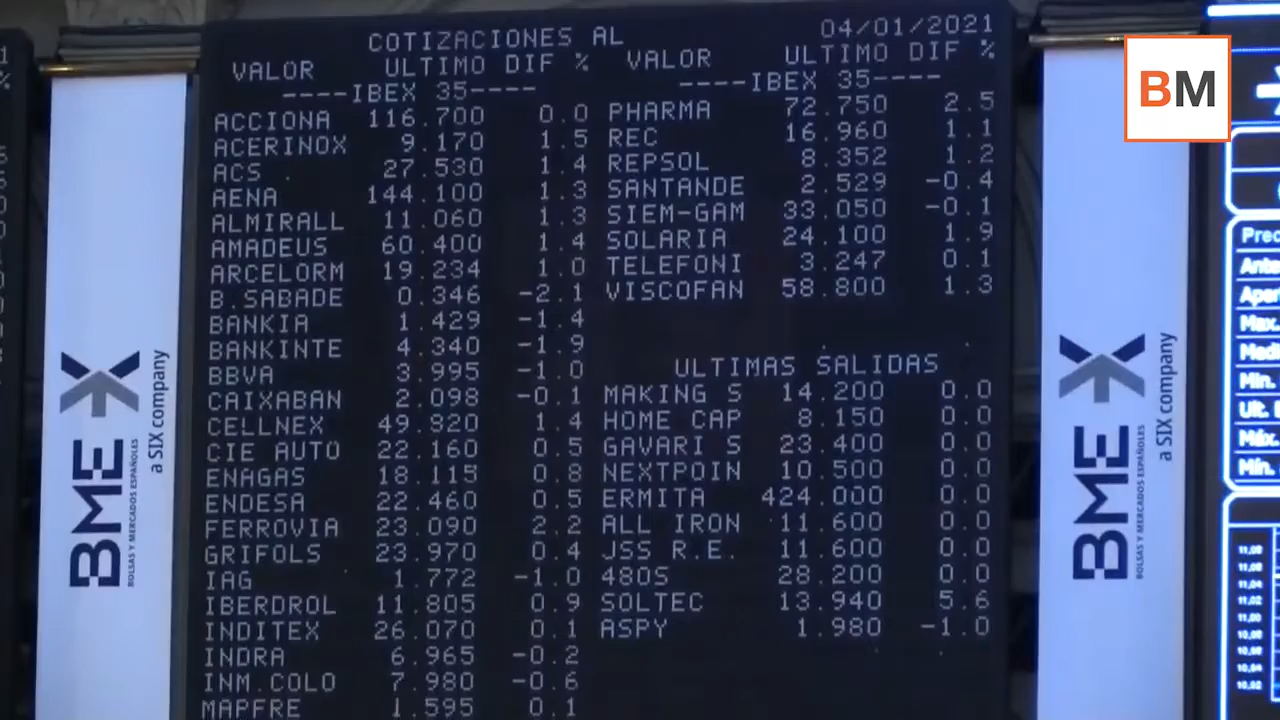 COTIZACIONES AL 04/01/2021
VALOR ULTIMO DIF % VALOR ULTIMO DIF %
----IBEX 35---- ----IBEX 35----
ACCIONA 116.700 0.0 PHARMA 72.750 2.5
ACERINOX 9.170 1.5 REC 16.960 1.1
ACS 27.530 1.4 REPSOL 8.352 1.2
AENA 144.100 1.3 SANTANDE 2.529 -0.4
ALMIRALL 11.060 1.3 SIEM-GAM 33.050 -0.1
AMADEUS 60.400 1.4 SOLARIA 24.100 1.9
ARCELORM 19.234 1.0 TELEFONI 3.247 0.1
B.SABADE 0.346 -2.1 VISCOFAN 58.800 1.3
BANKIA 1.429 -1.4
BANKINTE 4.340 -1.9
BBVA 3.995 -1.0 ULTIMAS SALIDAS
CAIXABAN 2.098 -0.1 MAKING S 14.200 0.0
CELLNEX 49.820 1.4 HOME CAP 8.150 0.0
CIE AUTO 22.160 0.5 GAVARI S 23.400 0.0
ENAGAS 18.115 0.8 NEXTPOIN 10.500 0.0
ENDESA 22.460 0.5 ERMITA 424.000 0.0
FERROVIA 23.090 2.2 ALL IRON 11.600 0.0
GRIFOLS 23.970 0.4 JSS R.E. 11.600 0.0
IAG 1.772 -1.0 480S 28.200 0.0
IBERDROL 11.805 0.9 SOLTEC 13.940 5.6
INDITEX 26.070 0.1 ASPY 1.980 -1.0
INDRA 6.965 -0.2
INM.COLO 7.980 -0.6
MAPFRE 1.595 0.1
BME
BOLSAS Y MERCADOS ESPAÑOLES
a SIX company
BME
BOLSAS Y MERCADOS ESPAÑOLES
a SIX company
BM
Max.
Min.
Ult.
Máx.
Mín.